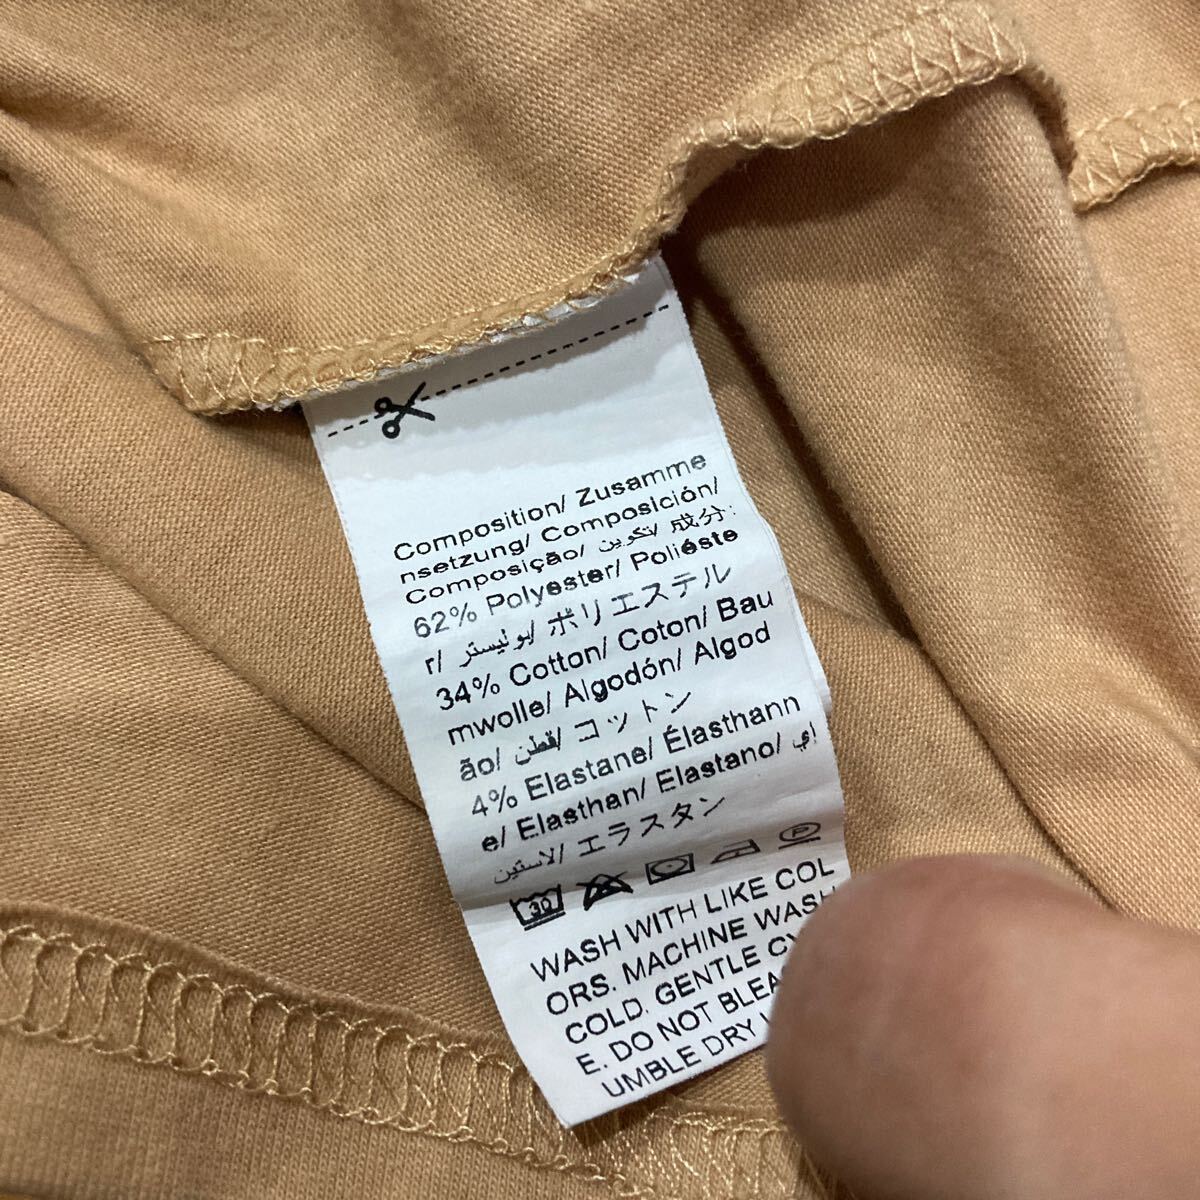 Composition/ Zusamme
nsetzung/ Composición/
Composição/ تكوين/ 成分:
62% Polyester/ Poliéste
r/ بوليستر/ ポリエステル
34% Cotton/ Coton/ Bau
mwolle/ Algodón/ Algod
ão/ قطن/ コットン
4% Elastane/ Élasthann
e/ Elasthan/ Elastano/ إي
لاستين/ エラスタン
30 P
WASH WITH LIKE COL
ORS. MACHINE WASH
COLD. GENTLE
E. DO NOT
UMBLE DRY